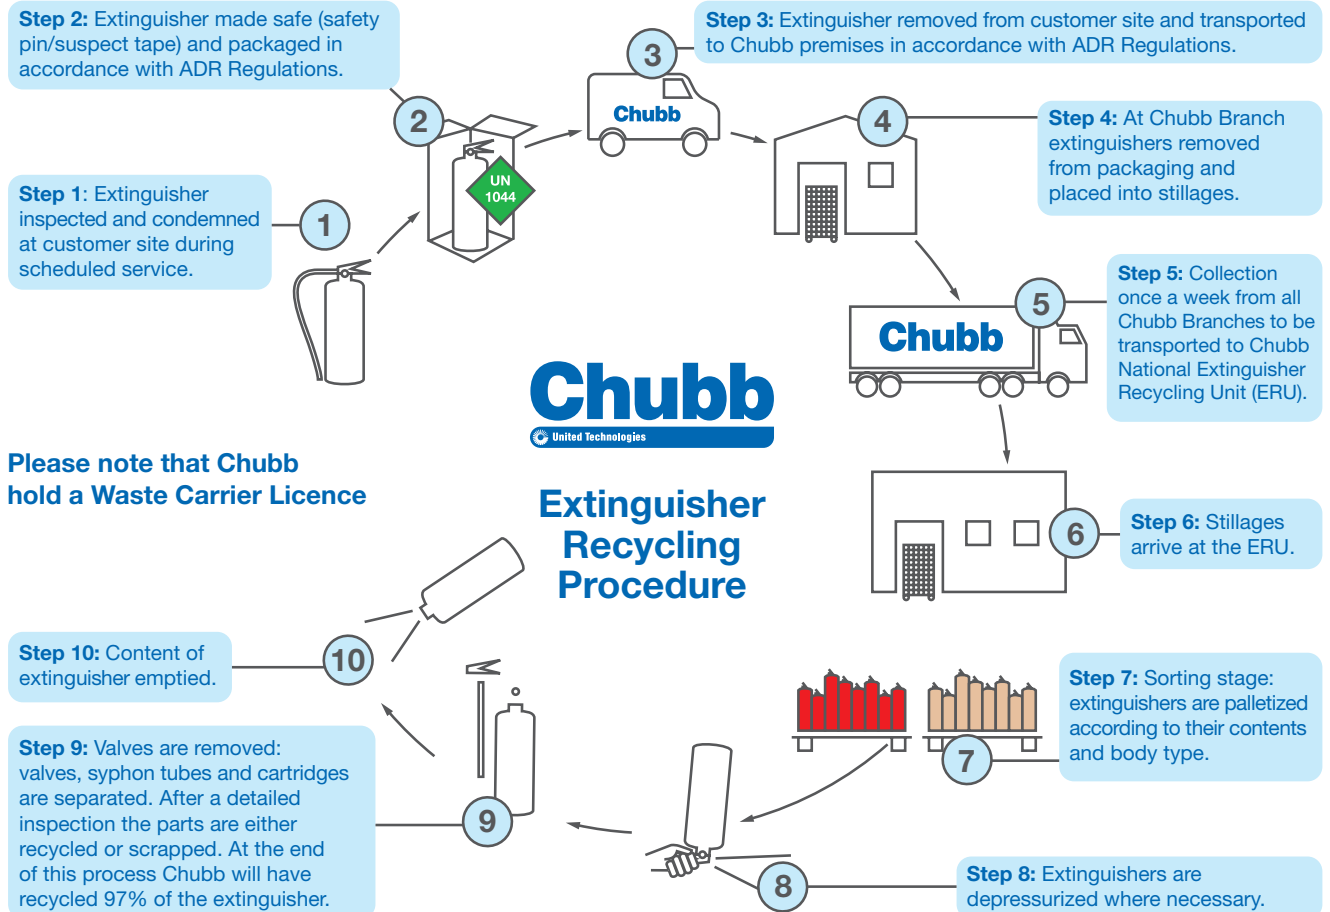 Step 2: Extinguisher made safe (safety
pin/suspect tape) and packaged in
accordance with ADR Regulations.
2
UN
1044
Step 3: Extinguisher removed from customer site and transported
to Chubb premises in accordance with ADR Regulations.
3
Chubb
4
Step 4: At Chubb Branch
extinguishers removed
from packaging and
placed into stillages.
Step 1: Extinguisher
inspected and condemned
at customer site during
scheduled service.
1
Step 5: Collection
once a week from all
Chubb Branches to be
transported to Chubb
National Extinguisher
Recycling Unit (ERU).
5
Chubb
Chubb
United Technologies
Extinguisher
Recycling
Procedure
Please note that Chubb
hold a Waste Carrier Licence
6
Step 6: Stillages
arrive at the ERU.
Step 7: Sorting stage:
extinguishers are palletized
according to their contents
and body type.
7
8
Step 8: Extinguishers are
depressurized where necessary.
9
Step 9: Valves are removed:
valves, syphon tubes and cartridges
are separated. After a detailed
inspection the parts are either
recycled or scrapped. At the end
of this process Chubb will have
recycled 97% of the extinguisher.
Step 10: Content of
extinguisher emptied.
10